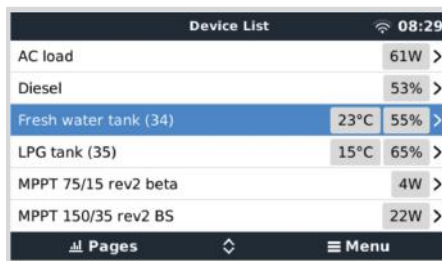 Device List 08:29
AC load 61W
Diesel 53%
Fresh water tank (34) 23°C 55%
LPG tank (35) 15°C 65%
MPPT 75/15 rev2 beta 4W
MPPT 150/35 rev2 BS 22W
Pages Menu